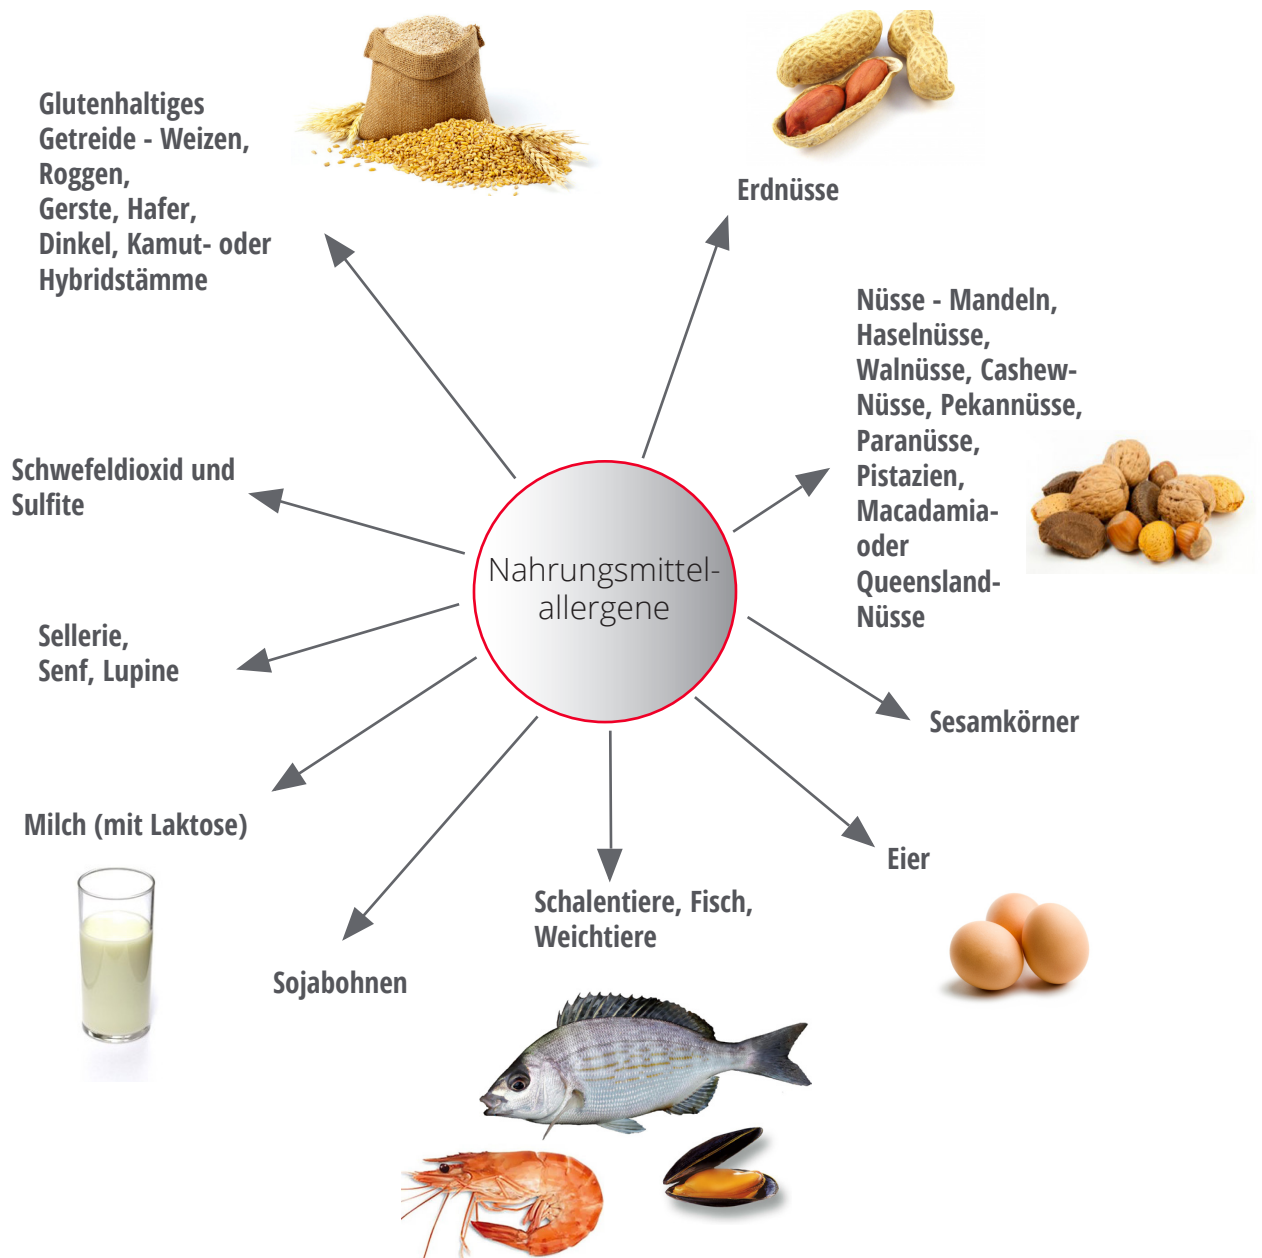 Glutenhaltiges
Getreide - Weizen,
Roggen,
Gerste, Hafer,
Dinkel, Kamut- oder
Hybridstämme
Erdnüsse
Nüsse - Mandeln,
Haselnüsse,
Walnüsse, Cashew-
Nüsse, Pekannüsse,
Paranüsse,
Pistazien,
Macadamia-
oder
Queensland-
Nüsse
Schwefeldioxid und
Sulfite
Nahrungsmittel-
allergene
Sellerie,
Senf, Lupine
Sesamkörner
Milch (mit Laktose)
Eier
Schalentiere, Fisch,
Weichtiere
Sojabohnen